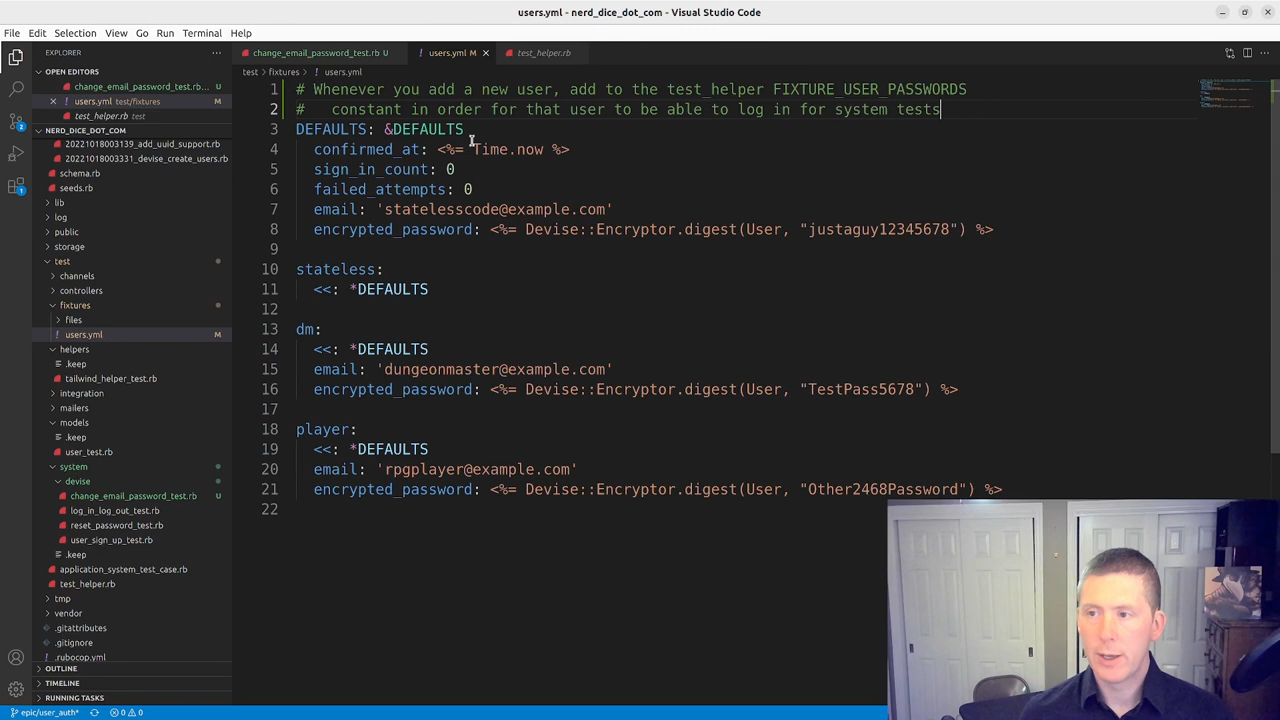 users.yml - nerd_dice_dot_com - Visual Studio Code
File Edit Selection View Go Run Terminal Help
EXPLORER
OPEN EDITORS
change_email_password_test.rb... U
users.yml test/fixtures M
test_helper.rb test
NERD_DICE_DOT_COM
20221018003139_add_uuid_support.rb
20221018003331_devise_create_users.rb
schema.rb
seeds.rb
lib
log
public
storage
test
channels
controllers
fixtures
files
users.yml M
helpers
.keep
tailwind_helper_test.rb
integration
mailers
models
.keep
user_test.rb
system
devise
change_email_password_test.rb U
log_in_log_out_test.rb
reset_password_test.rb
user_sign_up_test.rb
.keep
application_system_test_case.rb
test_helper.rb
tmp
vendor
.gitattributes
.gitignore
.rubocop.yml
OUTLINE
TIMELINE
RUNNING TASKS
change_email_password_test.rb U
users.yml M
test_helper.rb
test > fixtures > users.yml
1 # Whenever you add a new user, add to the test_helper FIXTURE_USER_PASSWORDS
2 #   constant in order for that user to be able to log in for system tests
3 DEFAULTS: &DEFAULTS
4   confirmed_at: <%= Time.now %>
5   sign_in_count: 0
6   failed_attempts: 0
7   email: 'statelesscode@example.com'
8   encrypted_password: <%= Devise::Encryptor.digest(User, "justaguy12345678") %>
9
10 stateless:
11   <<: *DEFAULTS
12
13 dm:
14   <<: *DEFAULTS
15   email: 'dungeonmaster@example.com'
16   encrypted_password: <%= Devise::Encryptor.digest(User, "TestPass5678") %>
17
18 player:
19   <<: *DEFAULTS
20   email: 'rpgplayer@example.com'
21   encrypted_password: <%= Devise::Encryptor.digest(User, "Other2468Password") %>
22
epic/user_auth* 0 0